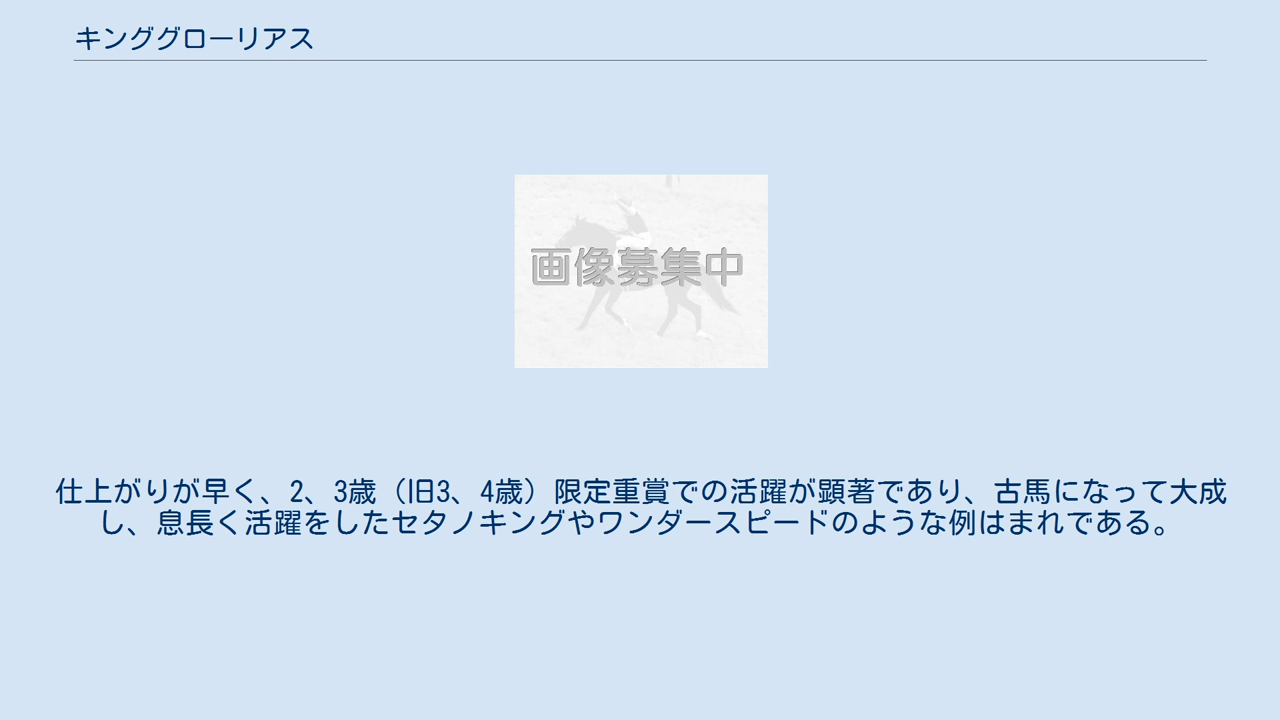 キンググローリアス
画像募集中
仕上がりが早く、2、3歳（旧3、4歳）限定重賞での活躍が顕著であり、古馬になって大成
し、息長く活躍をしたセタノキングやワンダースピードのような例はまれである。